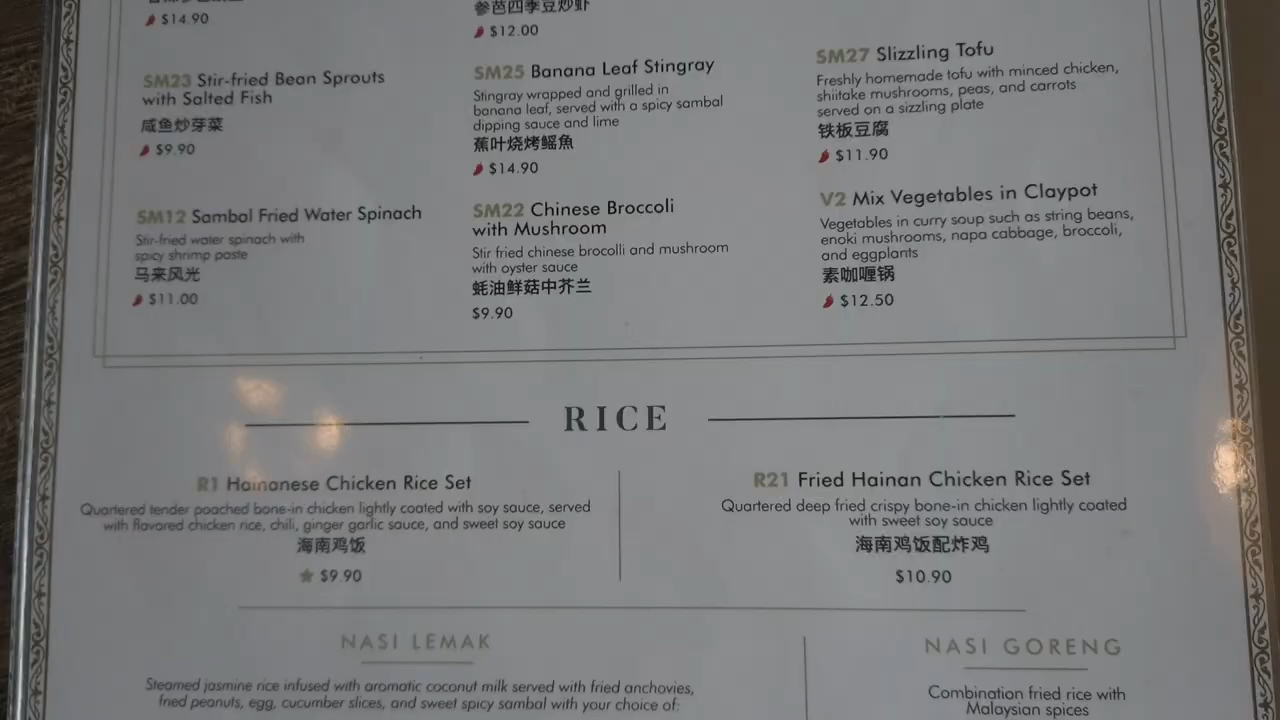 $14.90
参芭四季豆炒虾
$12.00
SM23 Stir-fried Bean Sprouts
with Salted Fish
咸鱼炒芽菜
$9.90
SM25 Banana Leaf Stingray
Stingray wrapped and grilled in
banana leaf, served with a spicy sambal
dipping sauce and lime
蕉叶烧烤鳐魚
$14.90
SM27 Slizzling Tofu
Freshly homemade tofu with minced chicken,
shiitake mushrooms, peas, and carrots
served on a sizzling plate
铁板豆腐
$11.90
SM12 Sambal Fried Water Spinach
Stir-fried water spinach with
spicy shrimp paste
马来风光
$11.00
SM22 Chinese Broccoli
with Mushroom
Stir fried chinese brocolli and mushroom
with oyster sauce
蚝油鲜菇中芥兰
$9.90
V2 Mix Vegetables in Claypot
Vegetables in curry soup such as string beans,
enoki mushrooms, napa cabbage, broccoli,
and eggplants
素咖喱锅
$12.50
RICE
R1 Hainanese Chicken Rice Set
Quartered tender poached bone-in chicken lightly coated with soy sauce, served
with flavored chicken rice, chili, ginger garlic sauce, and sweet soy sauce
海南鸡饭
$9.90
R21 Fried Hainan Chicken Rice Set
Quartered deep fried crispy bone-in chicken lightly coated
with sweet soy sauce
海南鸡饭配炸鸡
$10.90
NASI LEMAK
Steamed jasmine rice infused with aromatic coconut milk served with fried anchovies,
fried peanuts, egg, cucumber slices, and sweet spicy sambal with your choice of:
NASI GORENG
Combination fried rice with
Malaysian spices